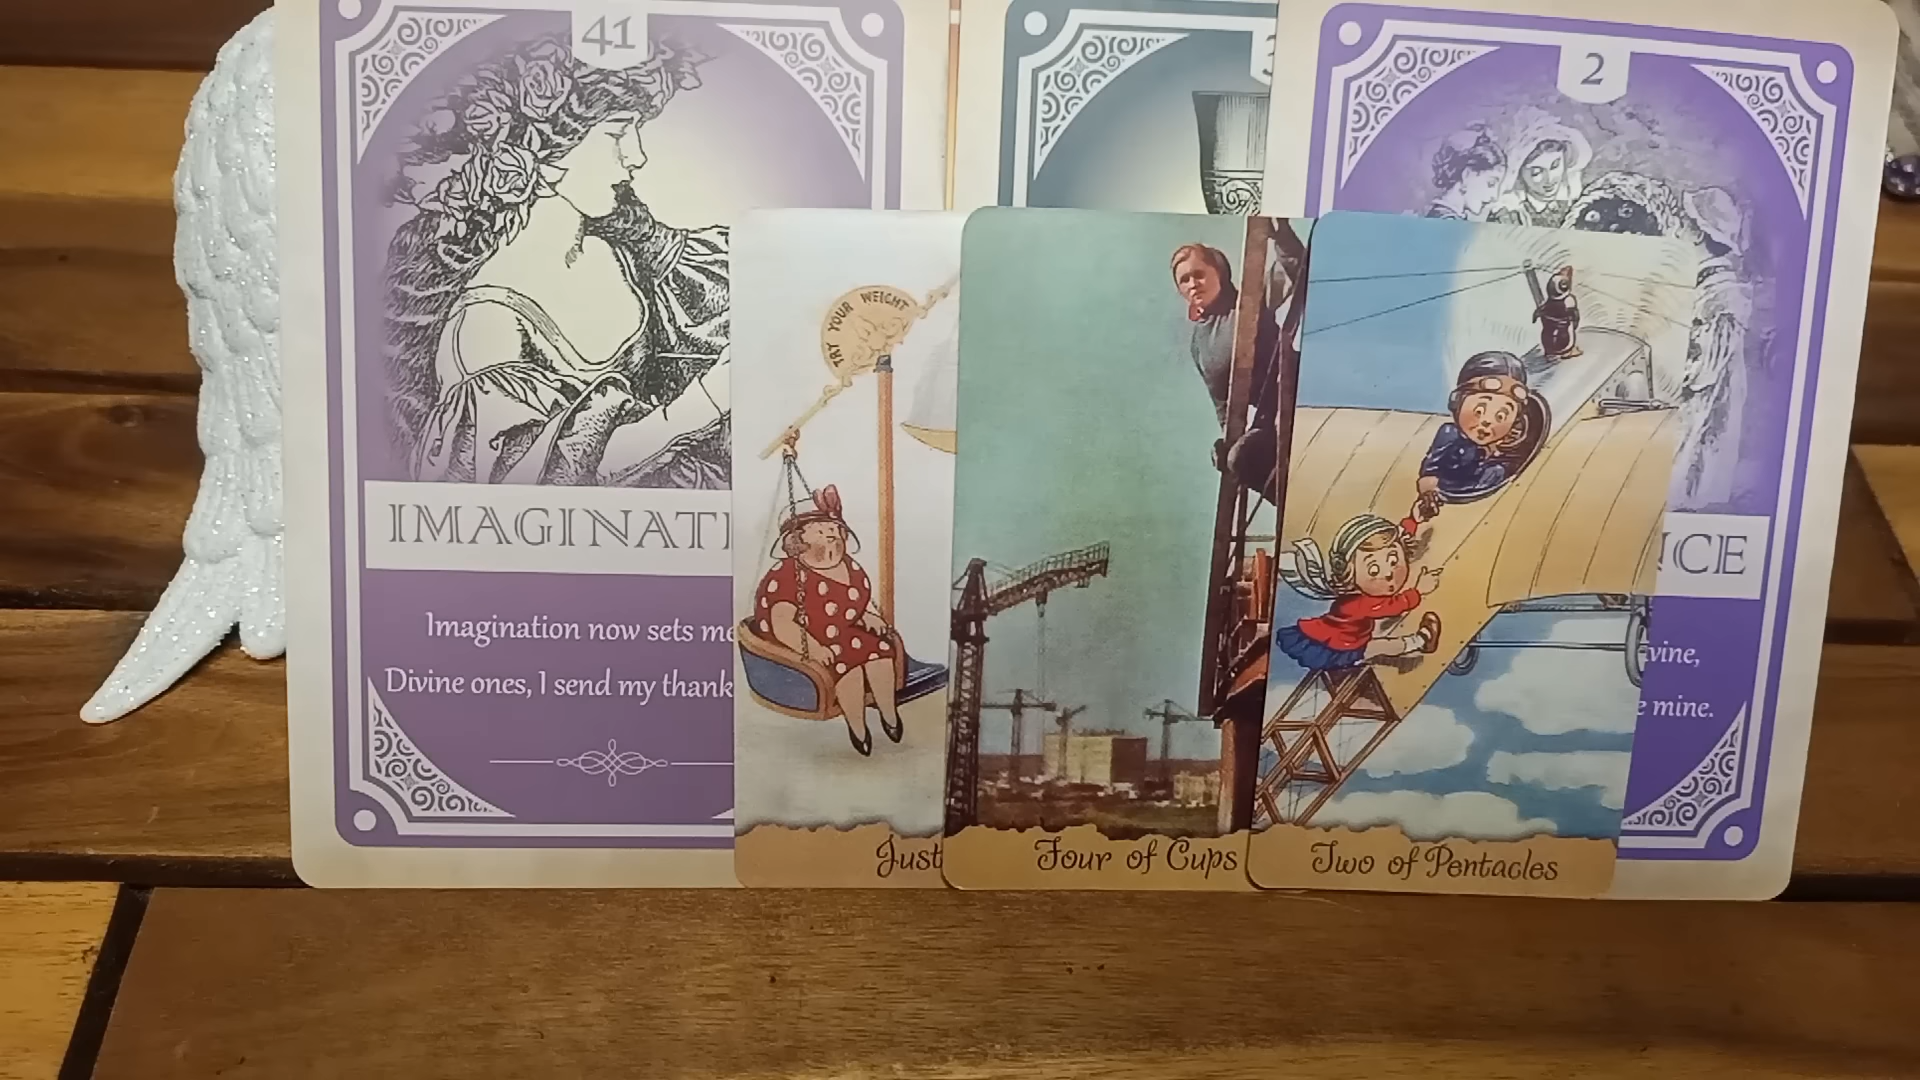 41
2
TRY YOUR WEIGHT
IMAGINATI
NCE
Imagination now sets me
Divine ones, I send my thank
vine,
e mine.
Just
Four of Cups
Two of Pentacles